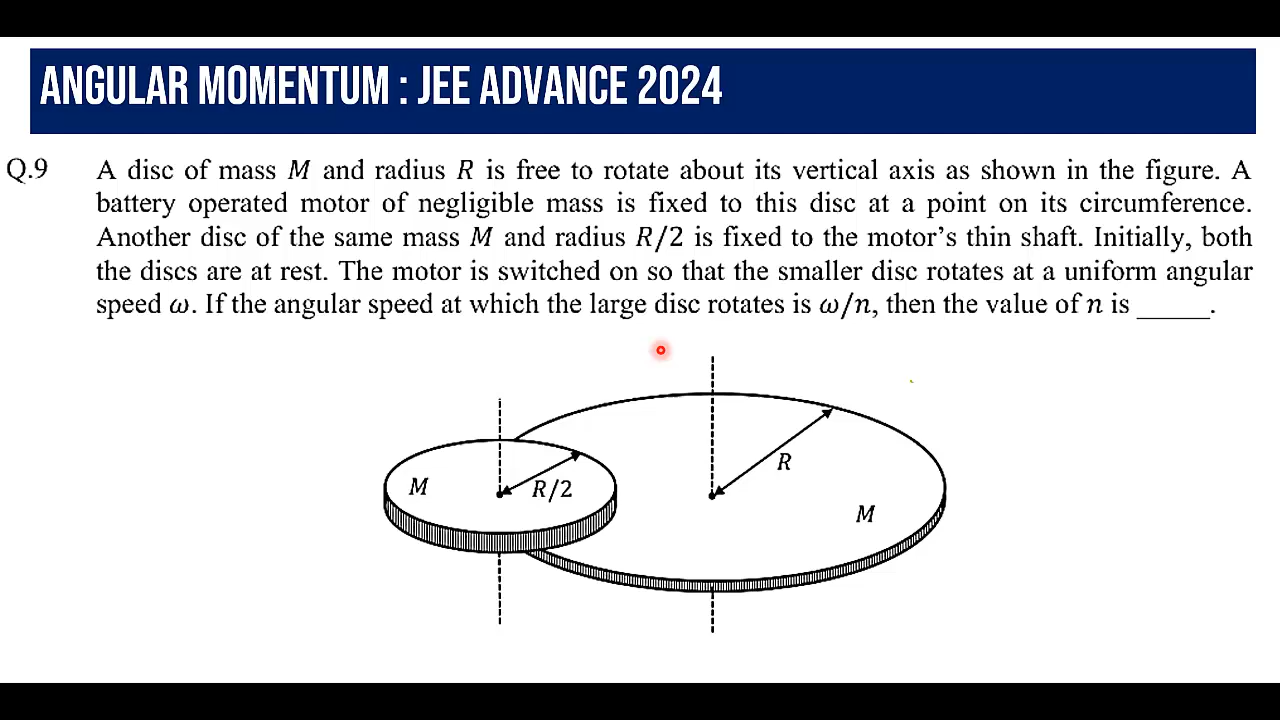 ANGULAR MOMENTUM : JEE ADVANCE 2024
Q.9 A disc of mass M and radius R is free to rotate about its vertical axis as shown in the figure. A
battery operated motor of negligible mass is fixed to this disc at a point on its circumference.
Another disc of the same mass M and radius R/2 is fixed to the motor's thin shaft. Initially, both
the discs are at rest. The motor is switched on so that the smaller disc rotates at a uniform angular
speed ω. If the angular speed at which the large disc rotates is ω/n, then the value of n is _____.
R
M
R/2
M